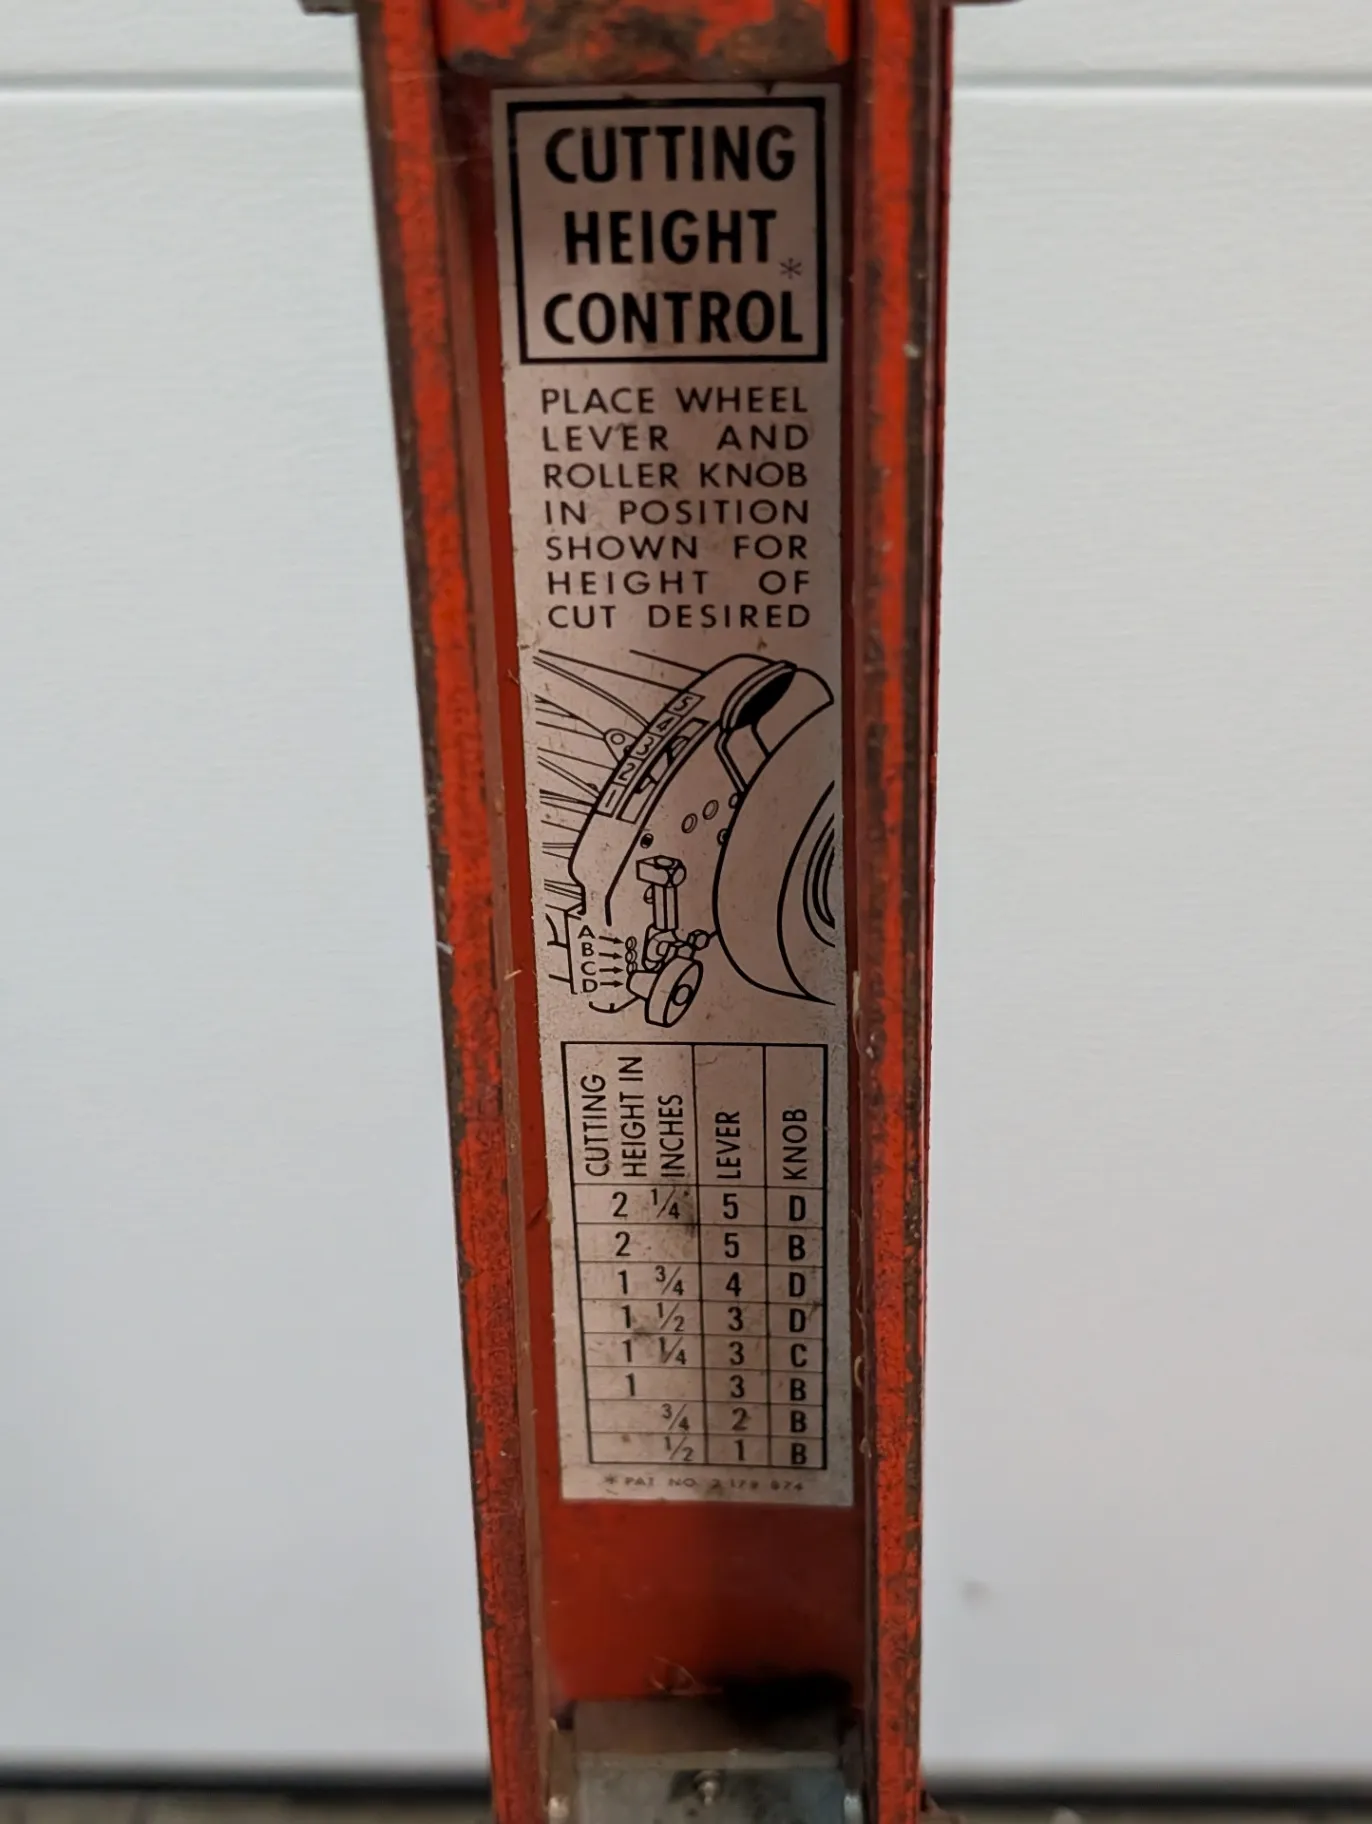 CUTTING
HEIGHT
CONTROL*
PLACE WHEEL
LEVER AND
ROLLER KNOB
IN POSITION
SHOWN FOR
HEIGHT OF
CUT DESIRED
5
4
3
2
1
A
B
C
D
CUTTING HEIGHT IN INCHES LEVER KNOB
2 1/4 5 D
2 5 B
1 3/4 4 D
1 1/2 3 D
1 1/4 3 C
1 3 B
3/4 2 B
1/2 1 B
* PAT NO.